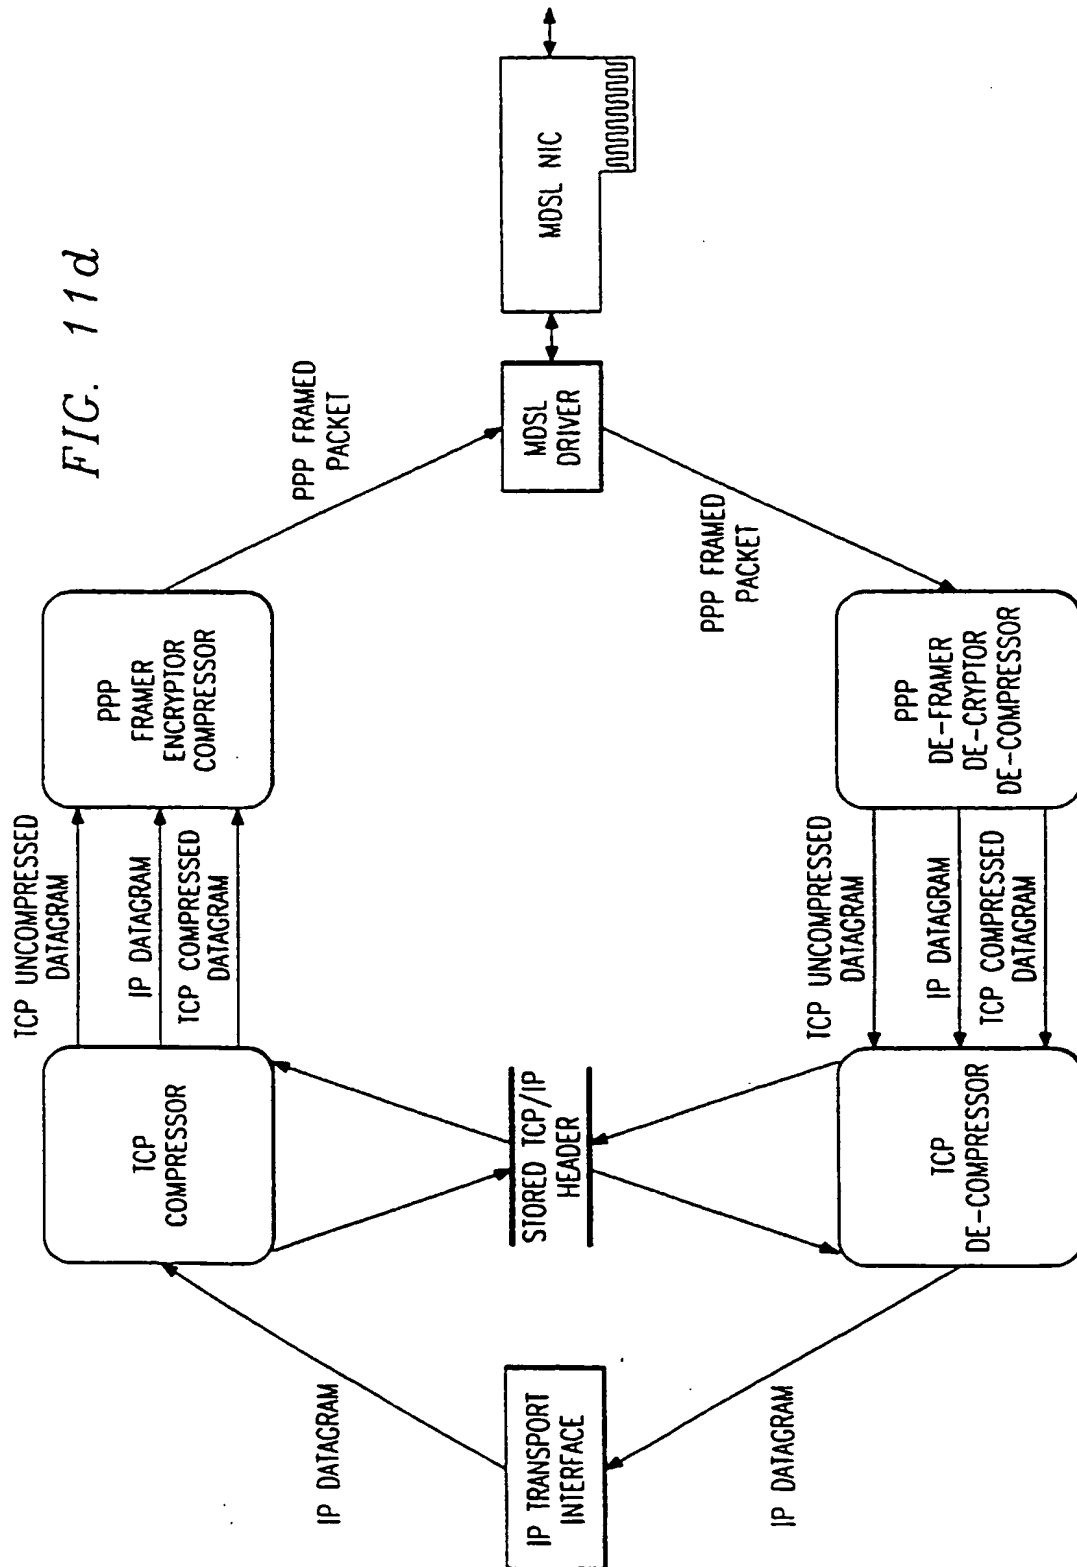 FIG. 11d
IP DATAGRAM
TCP
COMPRESSOR
TCP UNCOMPRESSED
DATAGRAM
IP DATAGRAM
TCP COMPRESSED
DATAGRAM
PPP
FRAMER
ENCRYPTOR
COMPRESSOR
PPP FRAMED
PACKET
IP TRANSPORT
INTERFACE
STORED TCP/IP
HEADER
MDSL
DRIVER
MDSL NIC
IP DATAGRAM
TCP
DE-COMPRESSOR
TCP UNCOMPRESSED
DATAGRAM
IP DATAGRAM
TCP COMPRESSED
DATAGRAM
PPP
DE-FRAMER
DE-CRYPTOR
DE-COMPRESSOR
PPP FRAMED
PACKET